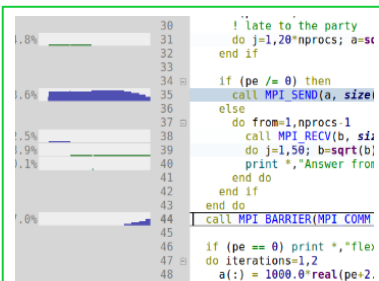 30 ! late to the party
4.8% 31 do j=1,20*nprocs; a=sq
32 end if
33
34 if (pe /= 0) then
8.6% 35 call MPI_SEND(a, size(
36 else
37 do from=1,nprocs-1
2.5% 38 call MPI_RECV(b, siz
8.9% 39 do j=1,50; b=sqrt(b)
0.1% 40 print *,"Answer from
41 end do
42 end if
43 end do
7.0% 44 call MPI_BARRIER(MPI_COMM_
45
46 if (pe == 0) print *,"flex
47 do iterations=1,2
48 a(:) = 1000.0*real(pe+2.